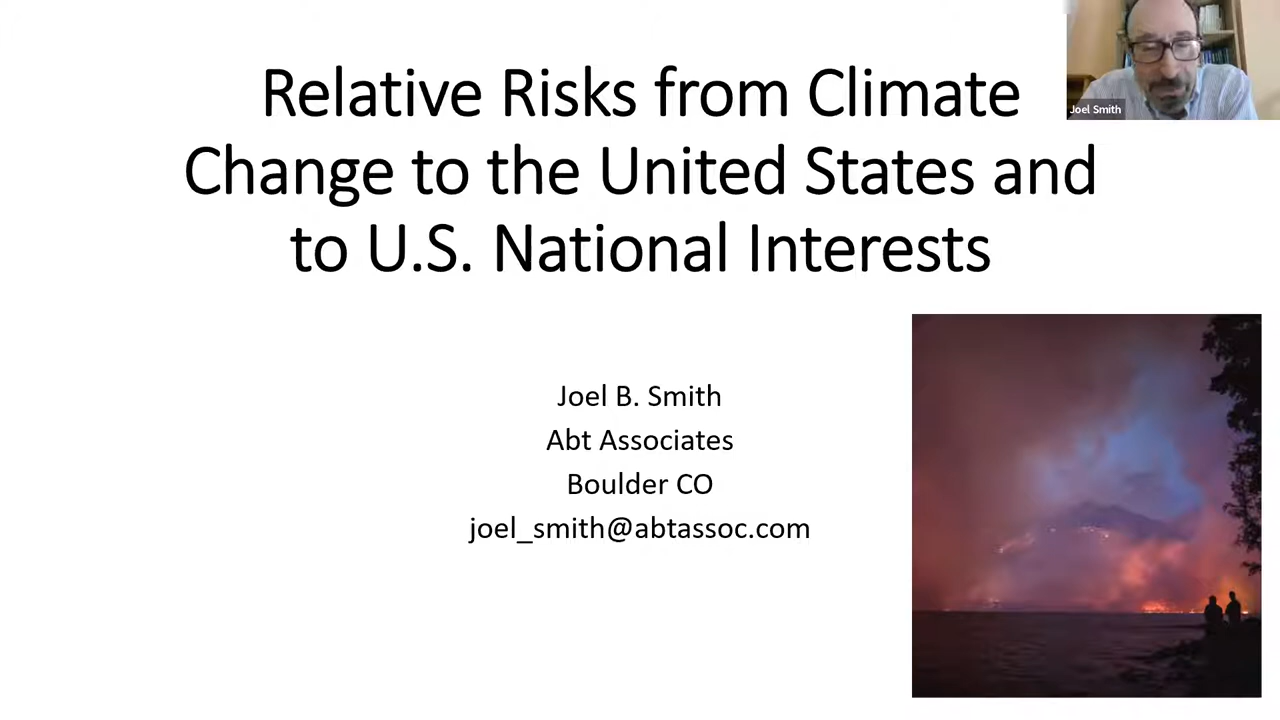 Relative Risks from Climate
Change to the United States and
to U.S. National Interests
Joel Smith
Joel B. Smith
Abt Associates
Boulder CO
joel_smith@abtassoc.com